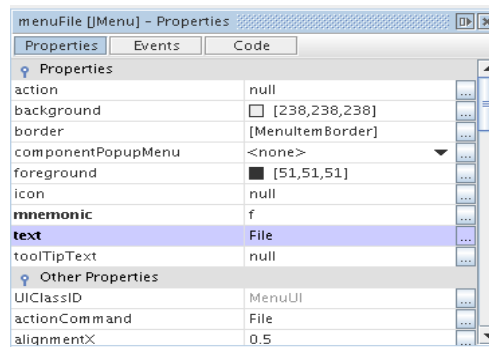 menuFile [JMenu] - Properties
Properties Events Code
Properties
action null ...
background [238,238,238] ...
border [MenuItemBorder] ...
componentPopupMenu <none> ...
foreground [51,51,51] ...
icon null ...
mnemonic f ...
text File ...
toolTipText null ...
Other Properties
UIClassID MenuUI ...
actionCommand File ...
alignmentX 0.5 ...